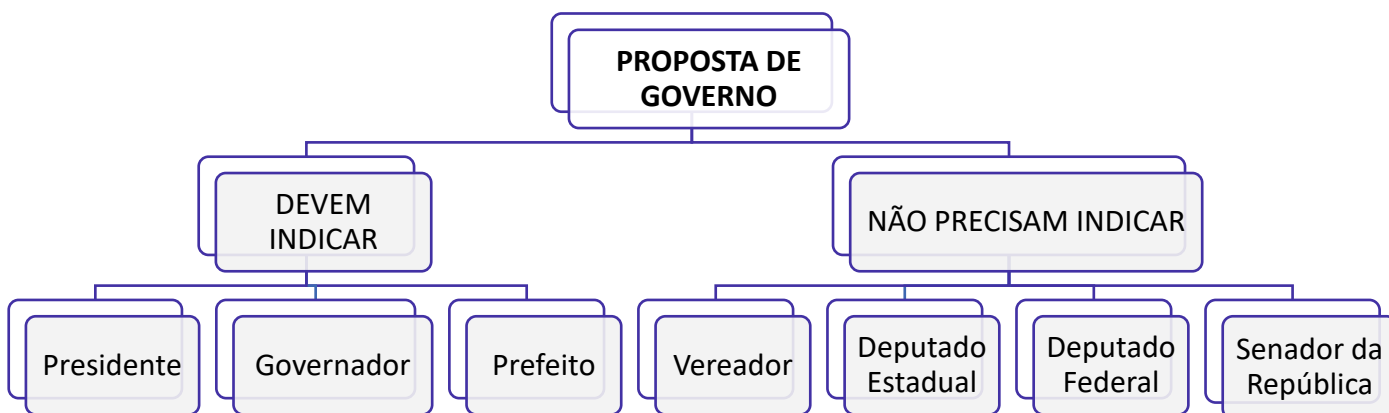 PROPOSTA DE
GOVERNO
DEVEM
INDICAR
NÃO PRECISAM INDICAR
Presidente
Governador
Prefeito
Vereador
Deputado
Estadual
Deputado
Federal
Senador da
República